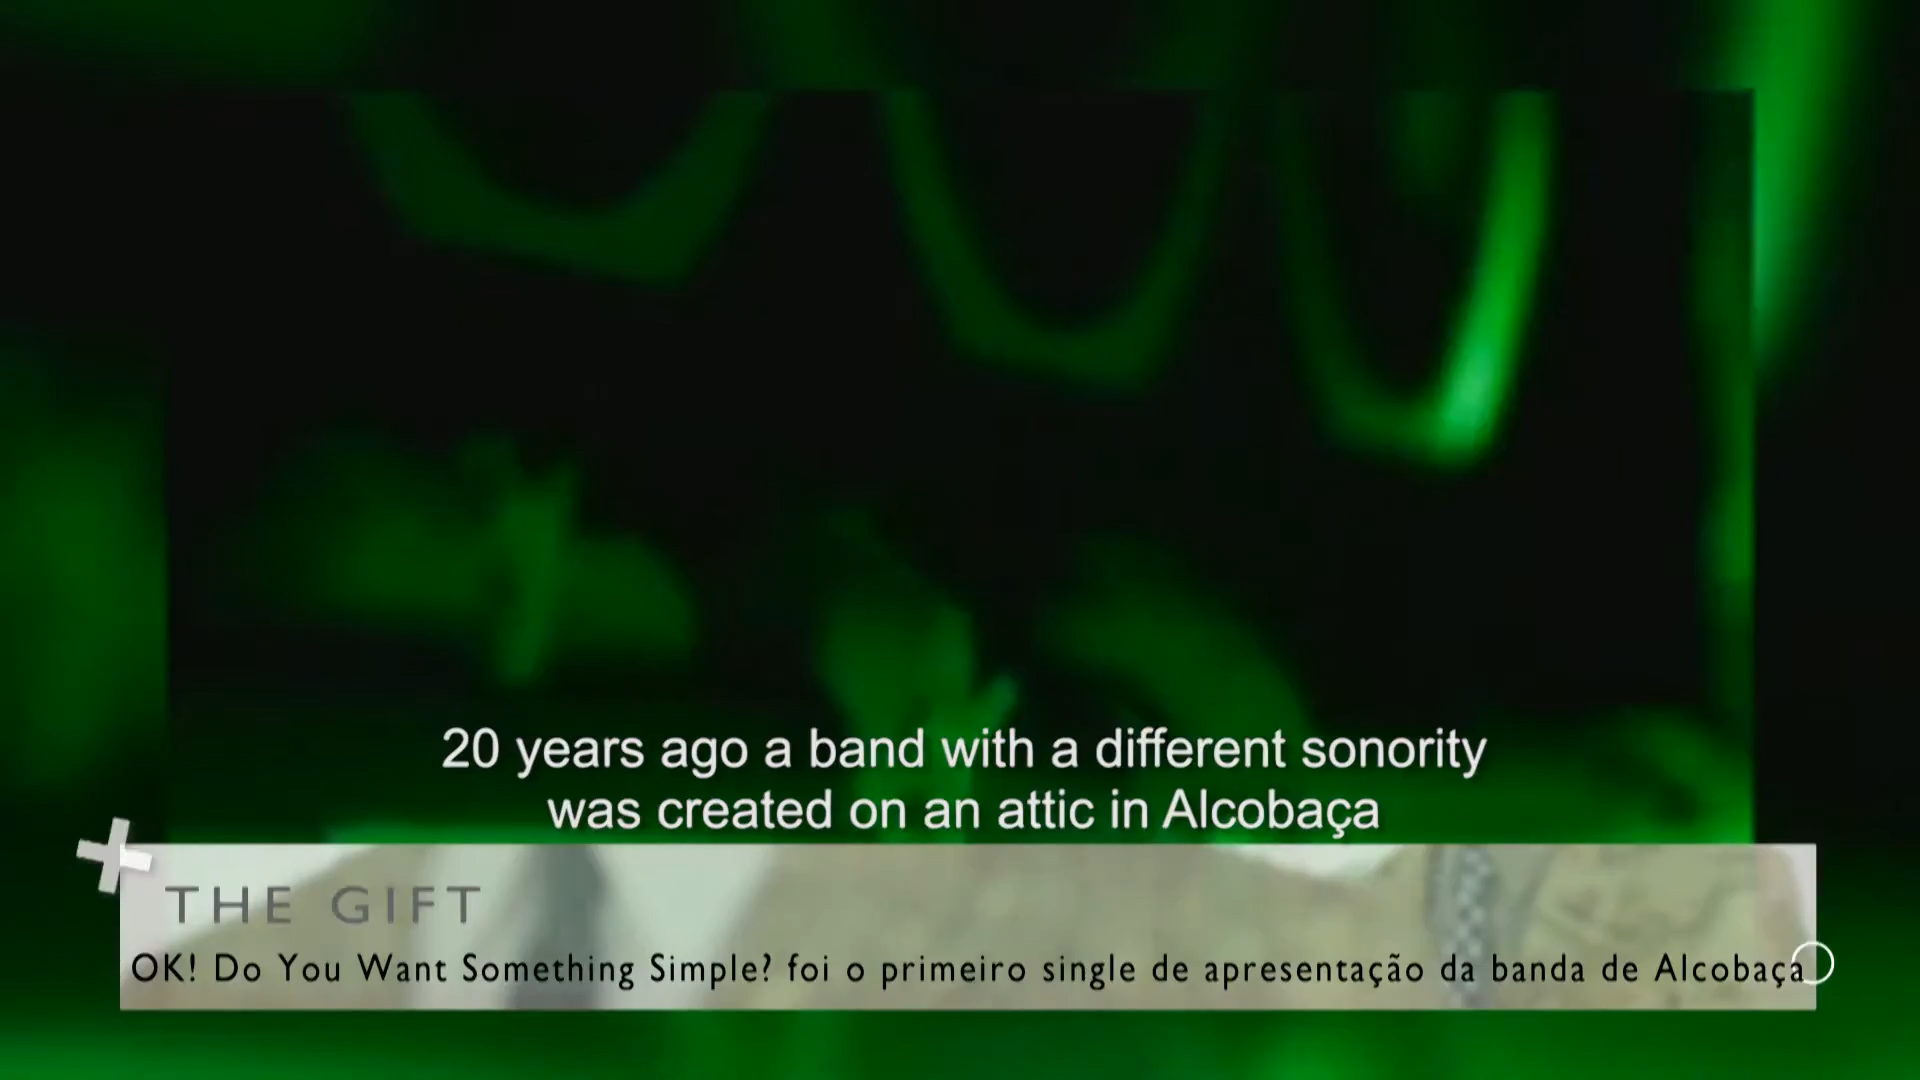 20 years ago a band with a different sonority
was created on an attic in Alcobaça
THE GIFT
OK! Do You Want Something Simple? foi o primeiro single de apresentação da banda de Alcobaça